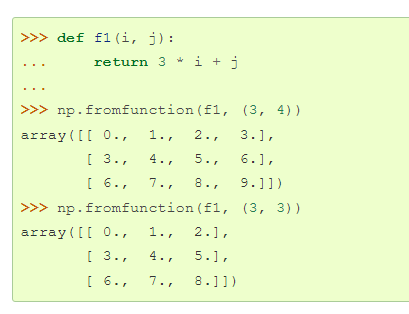 >>> def f1(i, j):
...     return 3 * i + j
...
>>> np.fromfunction(f1, (3, 4))
array([[ 0.,  1.,  2.,  3.],
       [ 3.,  4.,  5.,  6.],
       [ 6.,  7.,  8.,  9.]])
>>> np.fromfunction(f1, (3, 3))
array([[ 0.,  1.,  2.],
       [ 3.,  4.,  5.],
       [ 6.,  7.,  8.]])